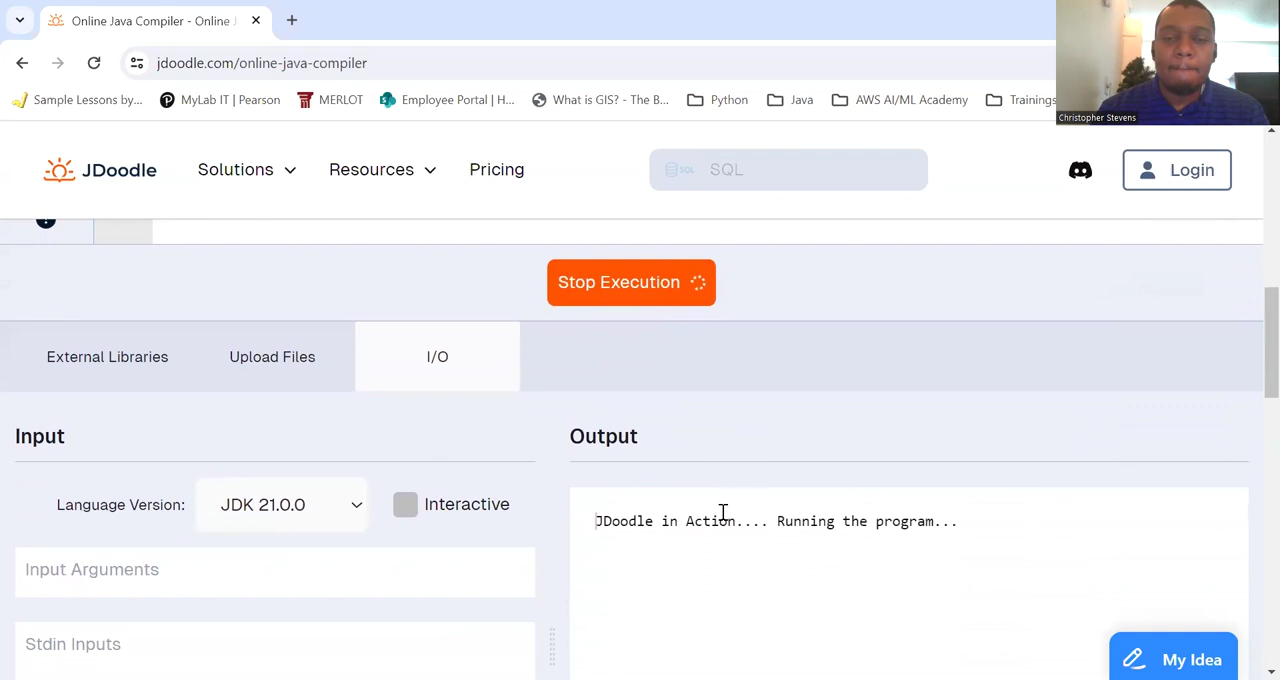 Online Java Compiler - Online J
jdoodle.com/online-java-compiler
Sample Lessons by...
MyLab IT | Pearson
MERLOT
Employee Portal | H...
What is GIS? - The B...
Python
Java
AWS AI/ML Academy
Trainings
Christopher Stevens
JDoodle
Solutions
Resources
Pricing
SQL
SQL
Login
Stop Execution
External Libraries
Upload Files
I/O
Input
Output
Language Version:
JDK 21.0.0
Interactive
JDoodle in Action.... Running the program...
Input Arguments
Stdin Inputs
My Idea